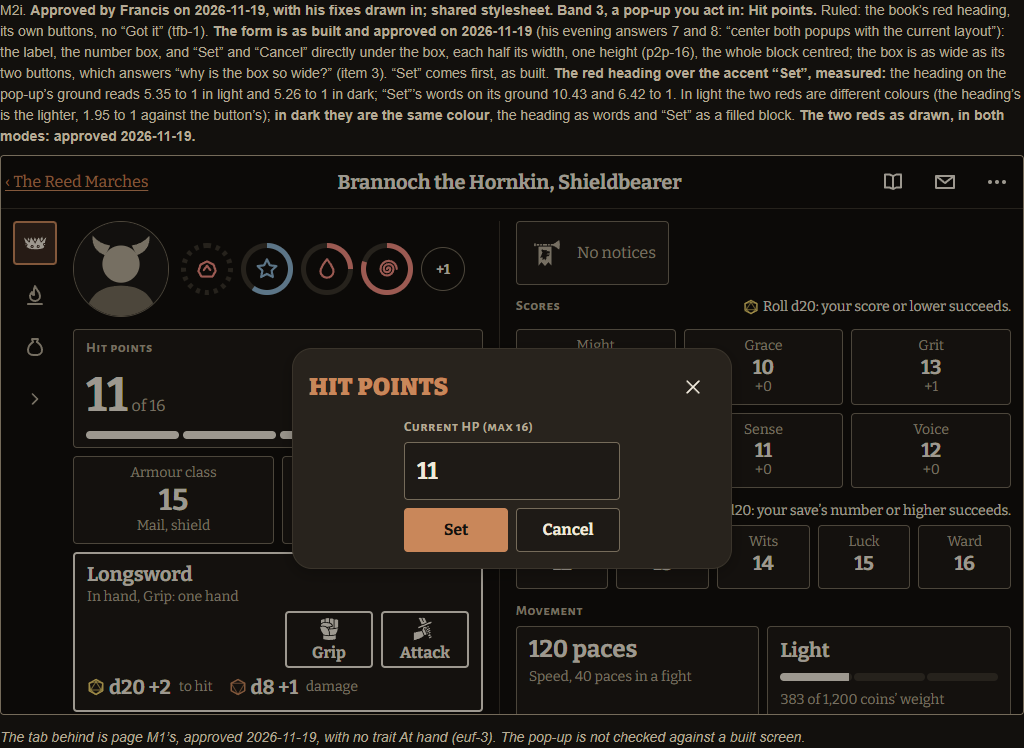 M2i. Approved by Francis on 2026-11-19, with his fixes drawn in; shared stylesheet. Band 3, a pop-up you act in: Hit points. Ruled: the book’s red heading,
its own buttons, no “Got it” (tfb-1). The form is as built and approved on 2026-11-19 (his evening answers 7 and 8: “center both popups with the current layout”):
the label, the number box, and “Set” and “Cancel” directly under the box, each half its width, one height (p2p-16), the whole block centred; the box is as wide as its
two buttons, which answers “why is the box so wide?” (item 3). “Set” comes first, as built. The red heading over the accent “Set”, measured: the heading on the
pop-up’s ground reads 5.35 to 1 in light and 5.26 to 1 in dark; “Set”’s words on its ground 10.43 and 6.42 to 1. In light the two reds are different colours (the heading’s
is the lighter, 1.95 to 1 against the button’s); in dark they are the same colour, the heading as words and “Set” as a filled block. The two reds as drawn, in both
modes: approved 2026-11-19.
‹ The Reed Marches
Brannoch the Hornkin, Shieldbearer
+1
No notices
Hit points
11 of 16
Scores
Roll d20: your score or lower succeeds.
Might
Grace
10
+0
Grit
13
+1
Sense
11
+0
Voice
12
+0
HIT POINTS
Current HP (max 16)
11
Set
Cancel
Armour class
15
Mail, shield
d20: your save’s number or higher succeeds.
Wits
14
Luck
15
Ward
16
Longsword
In hand, Grip: one hand
Grip
Attack
d20 +2 to hit
d8 +1 damage
Movement
120 paces
Speed, 40 paces in a fight
Light
383 of 1,200 coins’ weight
The tab behind is page M1’s, approved 2026-11-19, with no trait At hand (euf-3). The pop-up is not checked against a built screen.